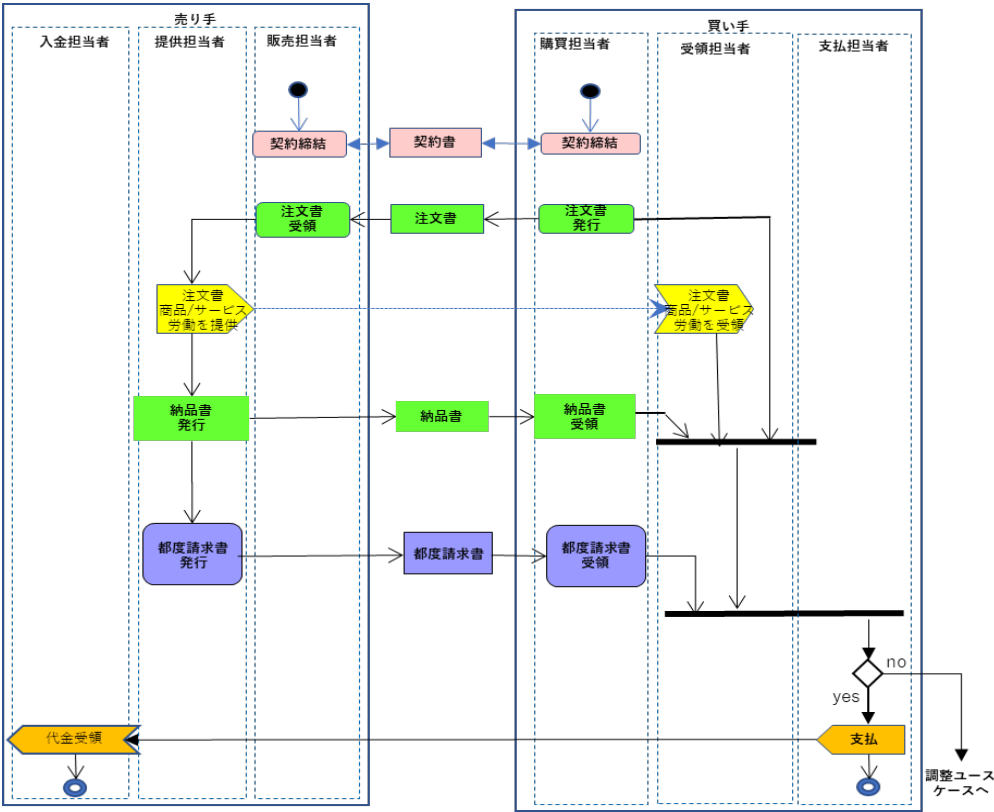 売り手
買い手
入金担当者
提供担当者
販売担当者
購買担当者
受領担当者
支払担当者
契約締結
契約書
契約締結
注文書
受領
注文書
注文書
発行
注文書
商品/サービス
労働を提供
注文書
商品/サービス
労働を受領
納品書
発行
納品書
納品書
受領
都度請求書
発行
都度請求書
都度請求書
受領
no
yes
代金受領
支払
調整ユース
ケースへ